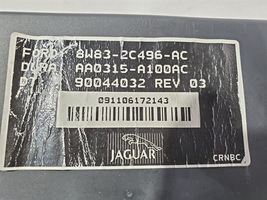 FORD: 8W83-2C496-AC
DURA: AA0315-A100AC
90044032 REV 03
091106172143
JAGUAR
CRNBC